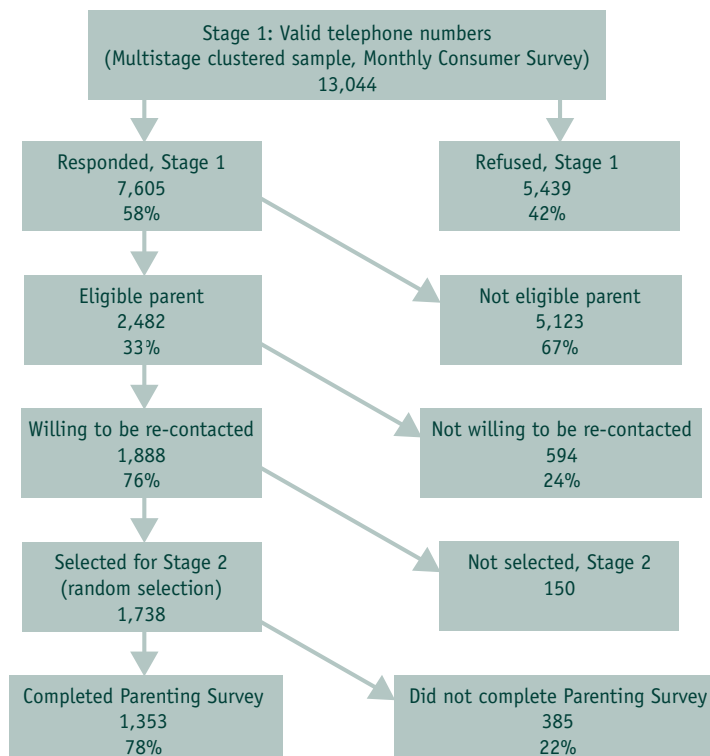 Stage 1: Valid telephone numbers
(Multistage clustered sample, Monthly Consumer Survey)
13,044
Responded, Stage 1
7,605
58%
Refused, Stage 1
5,439
42%
Eligible parent
2,482
33%
Not eligible parent
5,123
67%
Willing to be re-contacted
1,888
76%
Not willing to be re-contacted
594
24%
Selected for Stage 2
(random selection)
1,738
Not selected, Stage 2
150
Completed Parenting Survey
1,353
78%
Did not complete Parenting Survey
385
22%